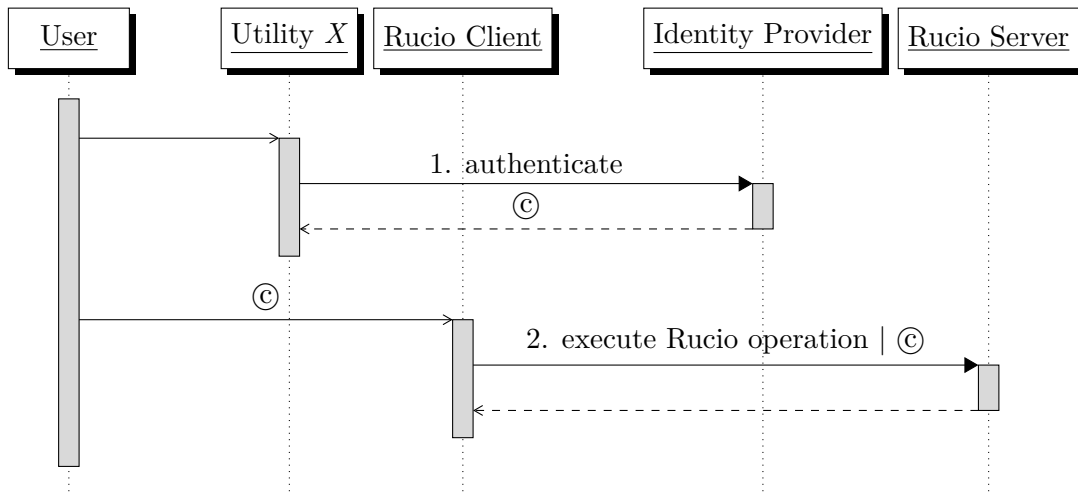 User
Utility X
Rucio Client
Identity Provider
Rucio Server
1. authenticate
ⓒ
ⓒ
2. execute Rucio operation | ⓒ